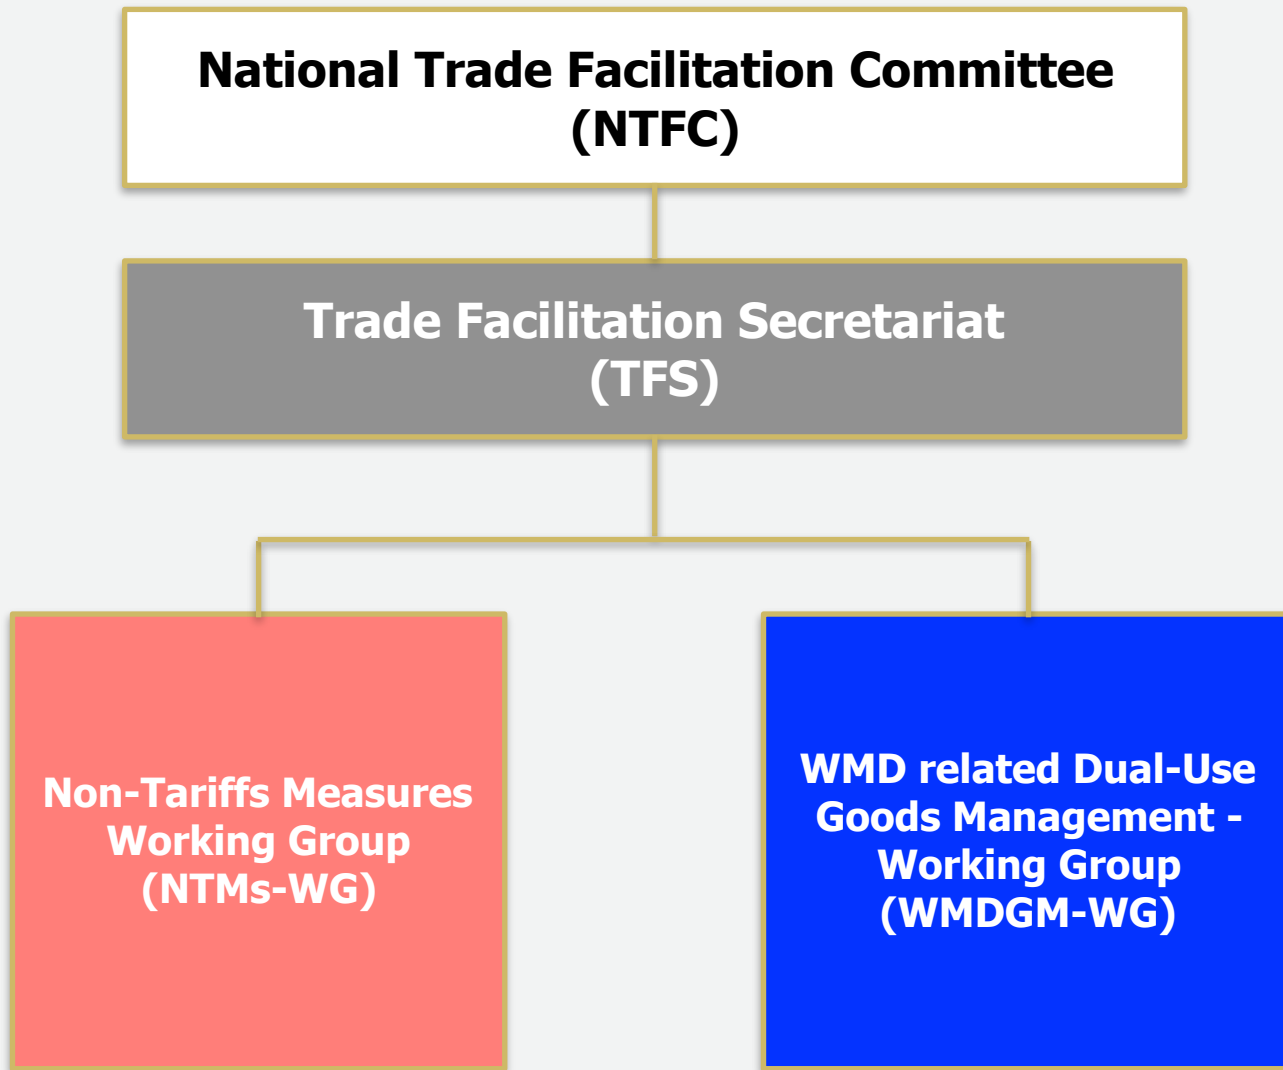 National Trade Facilitation Committee
(NTFC)
Trade Facilitation Secretariat
(TFS)
Non-Tariffs Measures
Working Group
(NTMs-WG)
WMD related Dual-Use
Goods Management -
Working Group
(WMDGM-WG)